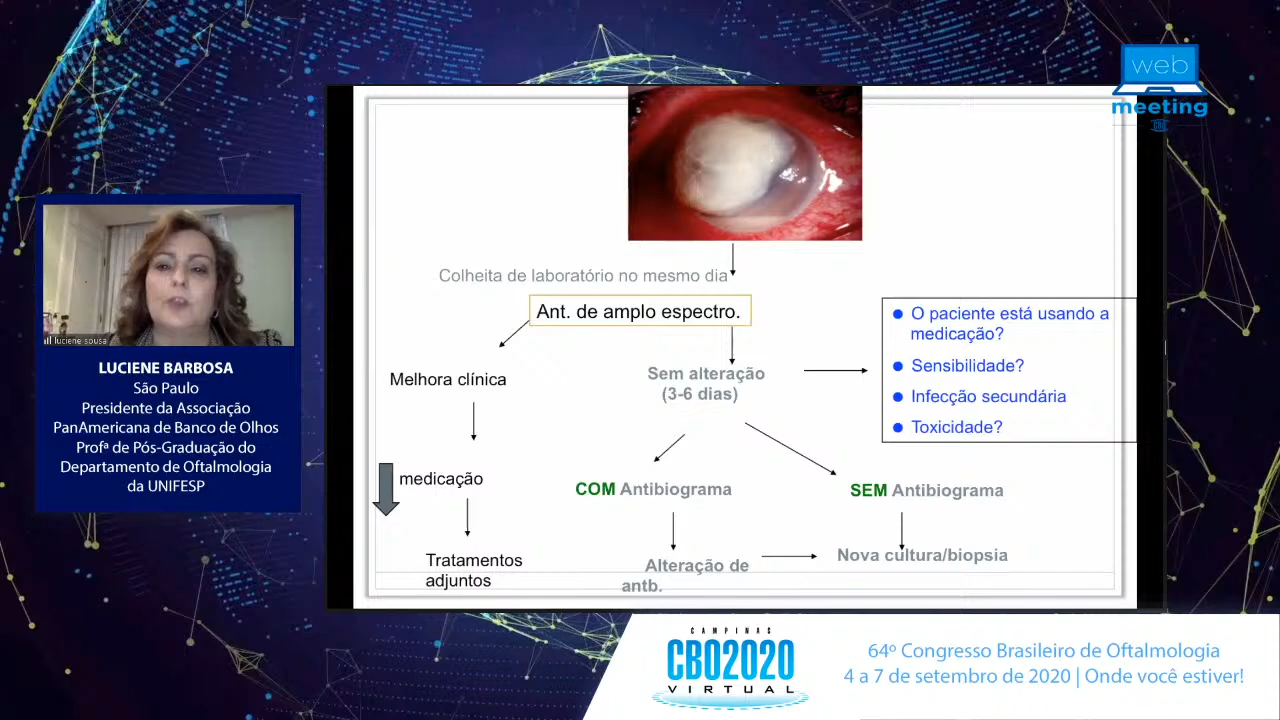 web
meeting
Colheita de laboratório no mesmo dia
Ant. de amplo espectro.
Melhora clínica
Sem alteração
(3-6 dias)
O paciente está usando a
medicação?
Sensibilidade?
Infecção secundária
Toxicidade?
medicação
COM Antibiograma
SEM Antibiograma
Tratamentos
adjuntos
Alteração de
antb.
Nova cultura/biopsia
luciene sousa
LUCIENE BARBOSA
São Paulo
Presidente da Associação
PanAmericana de Banco de Olhos
Profª de Pós-Graduação do
Departamento de Oftalmologia
da UNIFESP
CAMPINAS
CBO2020
VIRTUAL
64º Congresso Brasileiro de Oftalmologia
4 a 7 de setembro de 2020 | Onde você estiver!